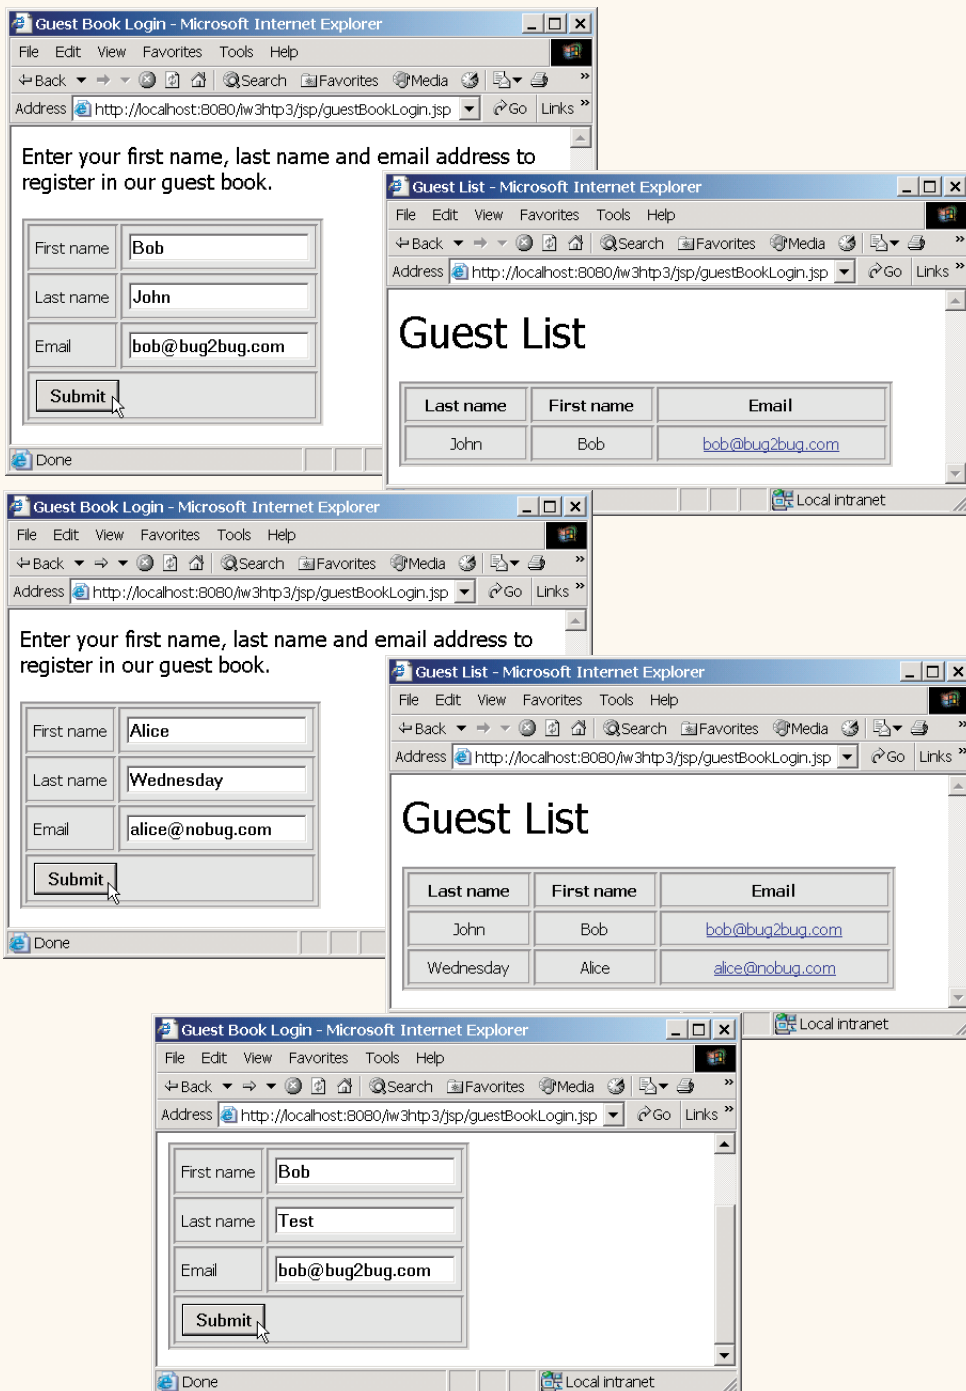 Guest Book Login - Microsoft Internet Explorer
File Edit View Favorites Tools Help
Back Search Favorites Media »
Address http://localhost:8080/iw3htp3/jsp/guestBookLogin.jsp Go Links »
Enter your first name, last name and email address to
register in our guest book.
First name Bob
Last name John
Email bob@bug2bug.com
Submit
Done
Guest List - Microsoft Internet Explorer
File Edit View Favorites Tools Help
Back Search Favorites Media »
Address http://localhost:8080/iw3htp3/jsp/guestBookLogin.jsp Go Links »
Guest List
Last name First name Email
John Bob bob@bug2bug.com
Local intranet
Guest Book Login - Microsoft Internet Explorer
File Edit View Favorites Tools Help
Back Search Favorites Media »
Address http://localhost:8080/iw3htp3/jsp/guestBookLogin.jsp Go Links »
Enter your first name, last name and email address to
register in our guest book.
First name Alice
Last name Wednesday
Email alice@nobug.com
Submit
Done
Guest List - Microsoft Internet Explorer
File Edit View Favorites Tools Help
Back Search Favorites Media »
Address http://localhost:8080/iw3htp3/jsp/guestBookLogin.jsp Go Links »
Guest List
Last name First name Email
John Bob bob@bug2bug.com
Wednesday Alice alice@nobug.com
Local intranet
Guest Book Login - Microsoft Internet Explorer
File Edit View Favorites Tools Help
Back Search Favorites Media »
Address http://localhost:8080/iw3htp3/jsp/guestBookLogin.jsp Go Links »
First name Bob
Last name Test
Email bob@bug2bug.com
Submit
Done Local intranet